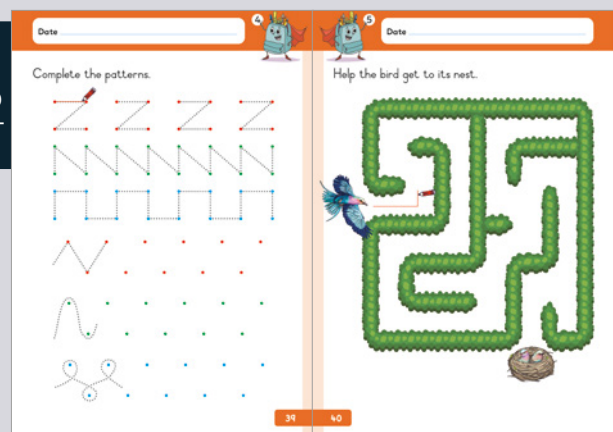 Date
4
5
Date
Complete the patterns.
Help the bird get to its nest.
39
40